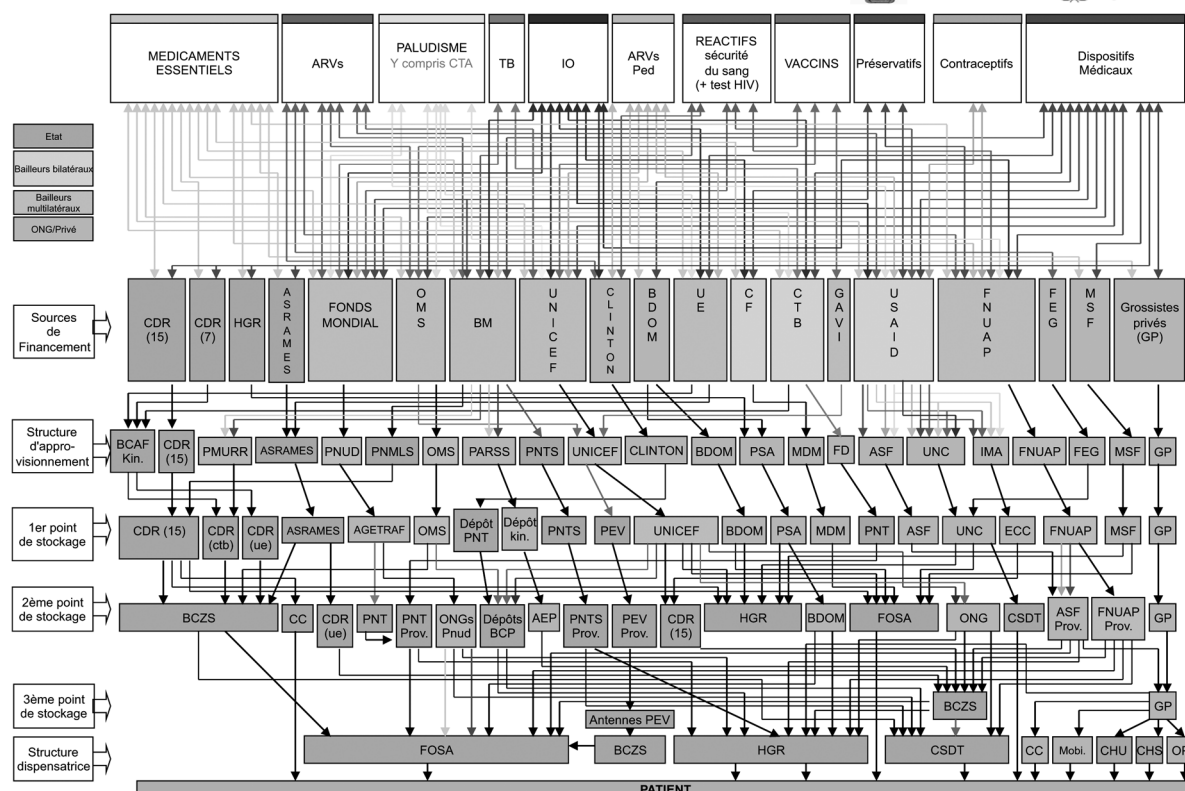 MEDICAMENTS
ESSENTIELS
ARVs
PALUDISME
Y compris CTA
TB
IO
ARVs
Ped
REACTIFS
sécurité
du sang
(+ test HIV)
VACCINS
Préservatifs
Contraceptifs
Dispositifs
Médicaux
Etat
Bailleurs bilatéraux
Bailleurs
multilatéraux
ONG/Privé
Sources
de
Financement
CDR
(15)
CDR
(7)
HGR
ASRAMES
FONDS
MONDIAL
OMS
BM
UNICEF
CLINTON
BDOM
UE
CF
CTB
GAVI
USAID
FNUAP
FEG
MSF
Grossistes
privés
(GP)
Structure
d'appro-
visionnement
BCAF
Kin.
CDR
(15)
PMURR
ASRAMES
PNUD
PNMLS
OMS
PARSS
PNTS
UNICEF
CLINTON
BDOM
PSA
MDM
FD
ASF
UNC
IMA
FNUAP
FEG
MSF
GP
1er point
de stockage
CDR (15)
CDR
(ctb)
CDR
(ue)
ASRAMES
AGETRAF
OMS
Dépôt
PNT
Dépôt
kin.
PNTS
PEV
UNICEF
BDOM
PSA
MDM
PNT
ASF
UNC
ECC
FNUAP
MSF
GP
2ème point
de stockage
BCZS
CC
CDR
(ue)
PNT
PNT
Prov.
ONGs
Pnud
Dépôts
BCP
AEP
PNTS
Prov.
PEV
Prov.
CDR
(15)
HGR
BDOM
FOSA
ONG
CSDT
ASF
Prov.
FNUAP
Prov.
GP
3ème point
de stockage
Antennes PEV
BCZS
GP
Structure
dispensatrice
FOSA
BCZS
HGR
CSDT
CC
Mobi.
CHU
CHS
PATIENT